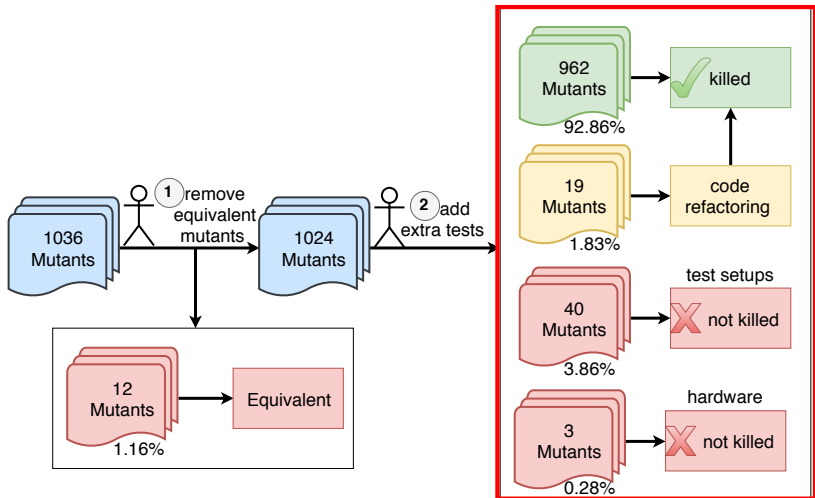 1036
Mutants
1
remove
equivalent
mutants
12
Mutants
1.16%
Equivalent
1024
Mutants
2
add
extra tests
962
Mutants
92.86%
killed
19
Mutants
1.83%
code
refactoring
40
Mutants
3.86%
test setups
not killed
3
Mutants
0.28%
hardware
not killed